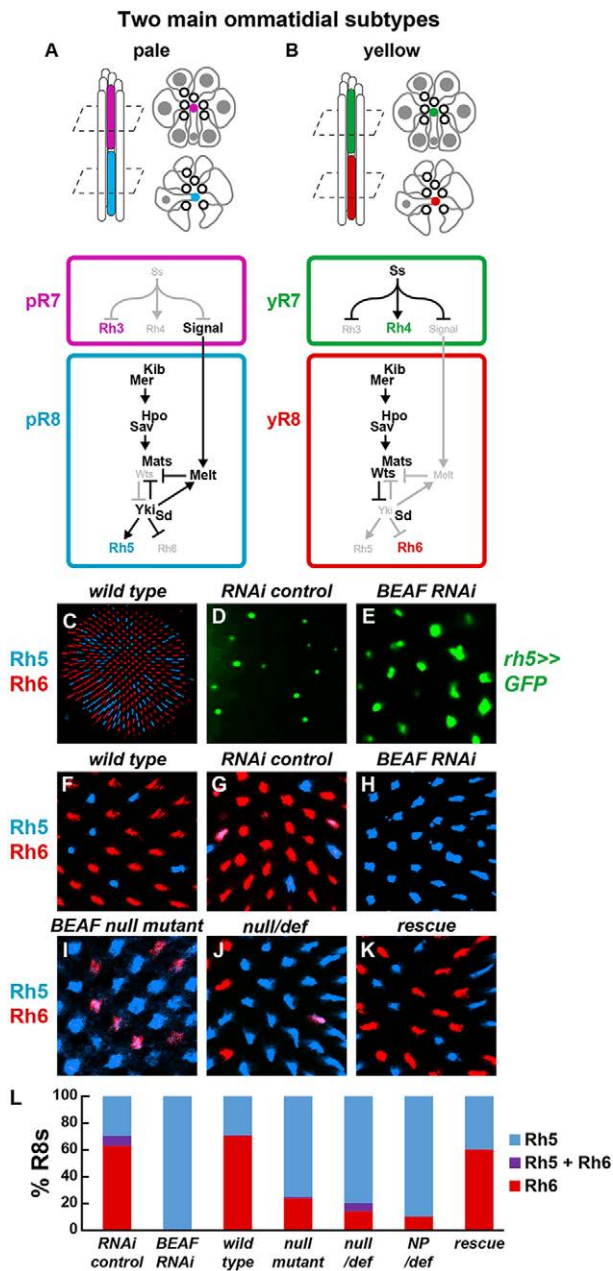 Two main ommatidial subtypes
A pale B yellow
pR7
Ss
Rh3 Rh4 Signal
yR7
Ss
Rh3 Rh4 Signal
pR8
Kib
Mer
Hpo
Sav
Mats
Wts Melt
Yki
Sd
Rh5 Rh6
yR8
Kib
Mer
Hpo
Sav
Mats
Wts Melt
Yki
Sd
Rh5 Rh6
wild type RNAi control BEAF RNAi
C D E
Rh5
Rh6
rh5>>
GFP
wild type RNAi control BEAF RNAi
F G H
Rh5
Rh6
BEAF null mutant null/def rescue
I J K
Rh5
Rh6
L
% R8s
100
80
60
40
20
0
RNAi
control
BEAF
RNAi
wild
type
null
mutant
null
/def
NP
/def
rescue
Rh5
Rh5 + Rh6
Rh6